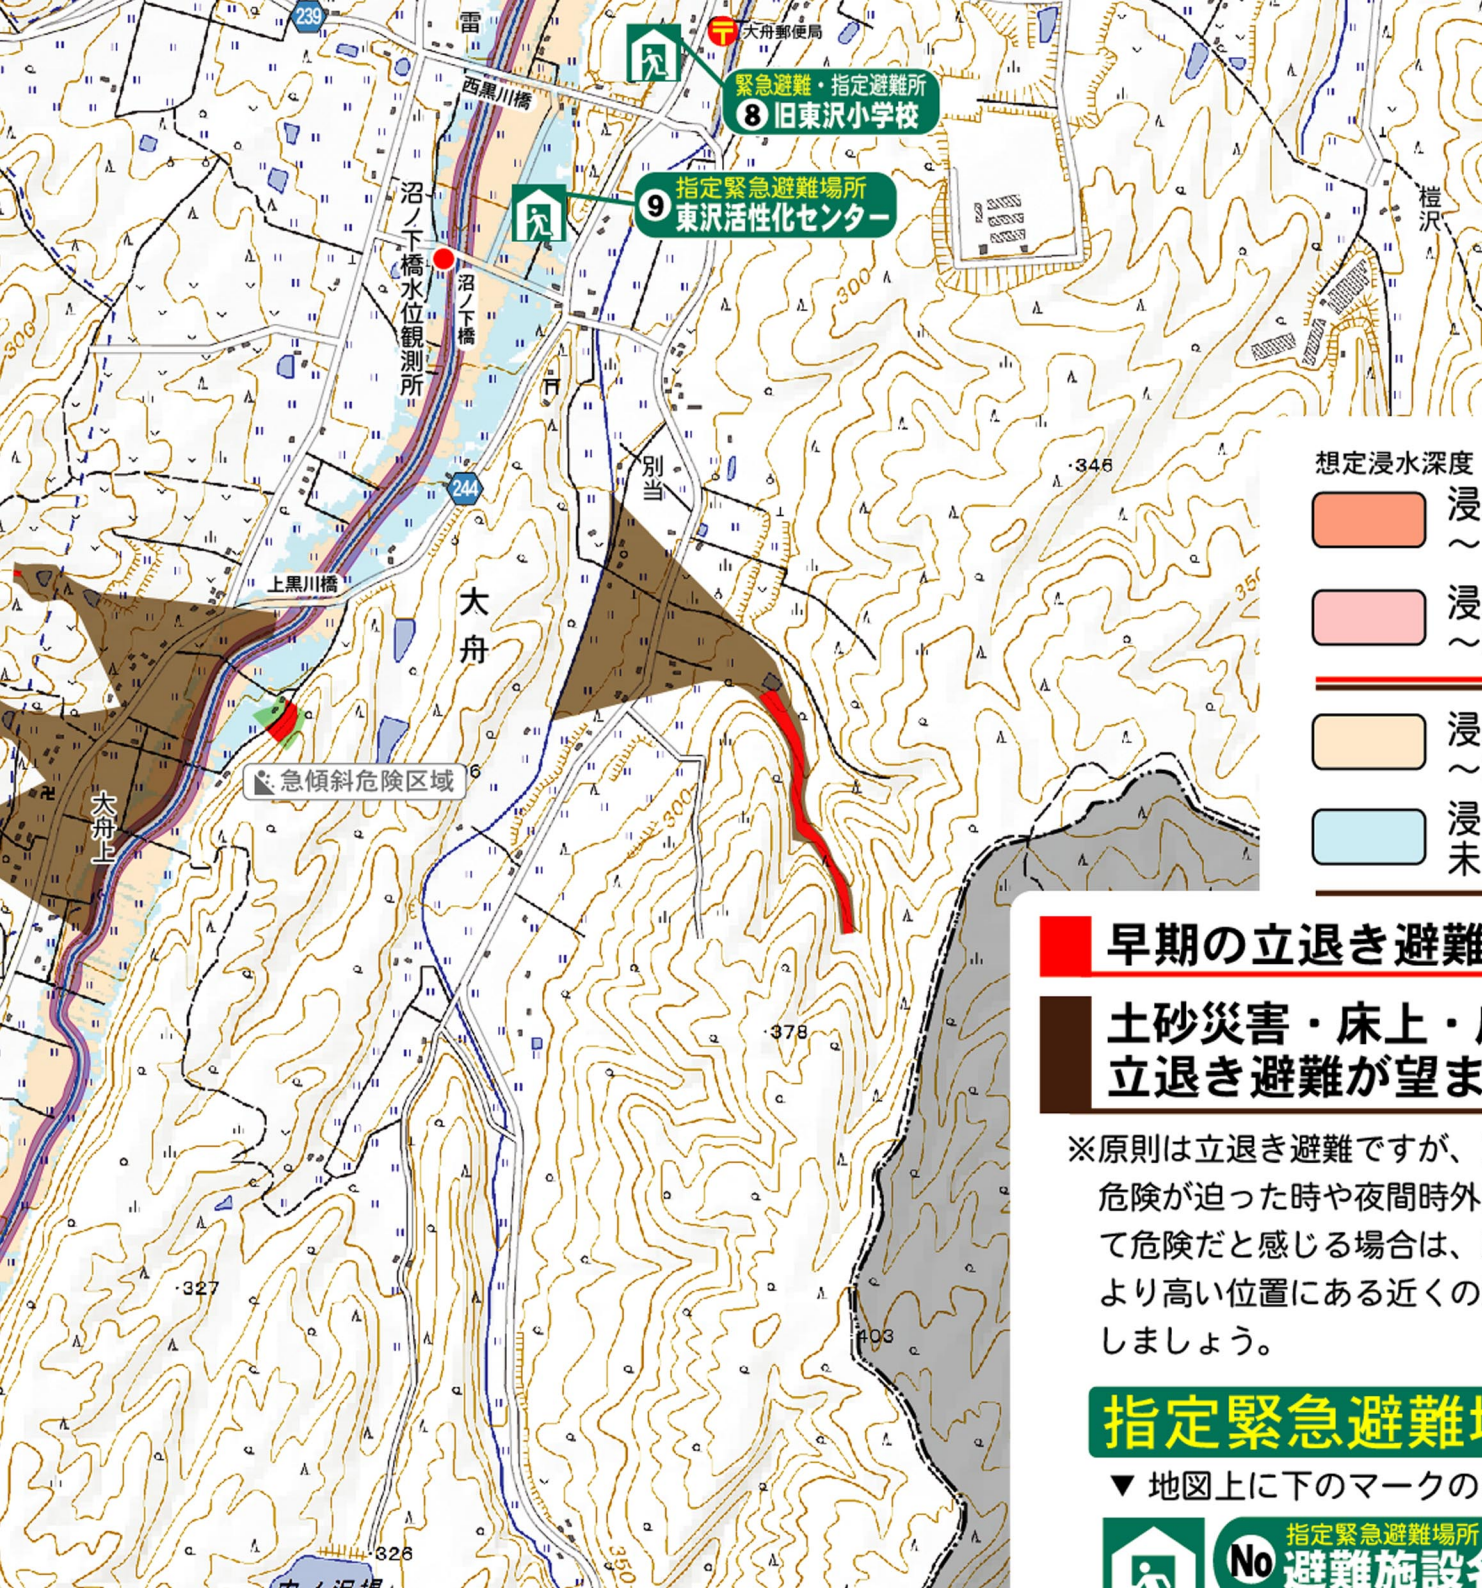 239
雷
大舟郵便局
緊急避難・指定避難所
8 旧東沢小学校
西黒川橋
指定緊急避難場所
9 東沢活性化センター
沼ノ下橋水位観測所
沼ノ下橋
榿沢
300
300
別当
・346
244
350
上黒川橋
大舟
急傾斜危険区域
大舟上
300
・378
・327
403
・326
350
想定浸水深度
浸
～
浸
～
浸
～
浸
未
早期の立退き避難
土砂災害・床上・
立退き避難が望ま
※原則は立退き避難ですが、
危険が迫った時や夜間時外
て危険だと感じる場合は、
より高い位置にある近くの
しましょう。
指定緊急避難場
▼ 地図上に下のマークの
指定緊急避難場所
No 避難施設